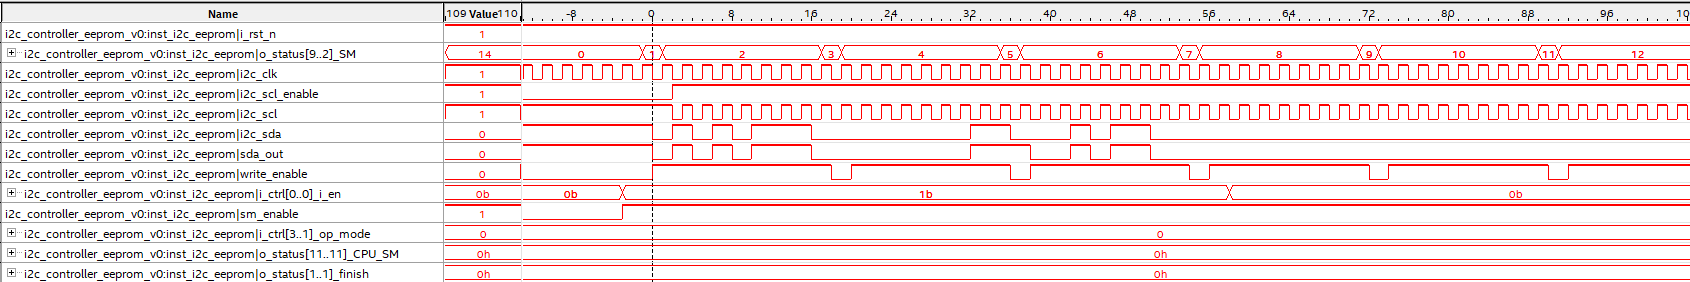 Name 109 Value 110 -8 0 8 16 24 32 40 48 56 64 72 80 88 96 10
i2c_controller_eeprom_v0:inst_i2c_eeprom|i_rst_n 1
i2c_controller_eeprom_v0:inst_i2c_eeprom|o_status[9..2]_SM 14 0 1 2 3 4 5 6 7 8 9 10 11 12
i2c_controller_eeprom_v0:inst_i2c_eeprom|i2c_clk 1
i2c_controller_eeprom_v0:inst_i2c_eeprom|i2c_scl_enable 1
i2c_controller_eeprom_v0:inst_i2c_eeprom|i2c_scl 1
i2c_controller_eeprom_v0:inst_i2c_eeprom|i2c_sda 0
i2c_controller_eeprom_v0:inst_i2c_eeprom|sda_out 0
i2c_controller_eeprom_v0:inst_i2c_eeprom|write_enable 0
i2c_controller_eeprom_v0:inst_i2c_eeprom|i_ctrl[0..0]_i_en 0b 0b 1b 0b
i2c_controller_eeprom_v0:inst_i2c_eeprom|sm_enable 1
i2c_controller_eeprom_v0:inst_i2c_eeprom|i_ctrl[3..1]_op_mode 0 0
i2c_controller_eeprom_v0:inst_i2c_eeprom|o_status[11..11]_CPU_SM 0h 0h
i2c_controller_eeprom_v0:inst_i2c_eeprom|o_status[1..1]_finish 0h 0h